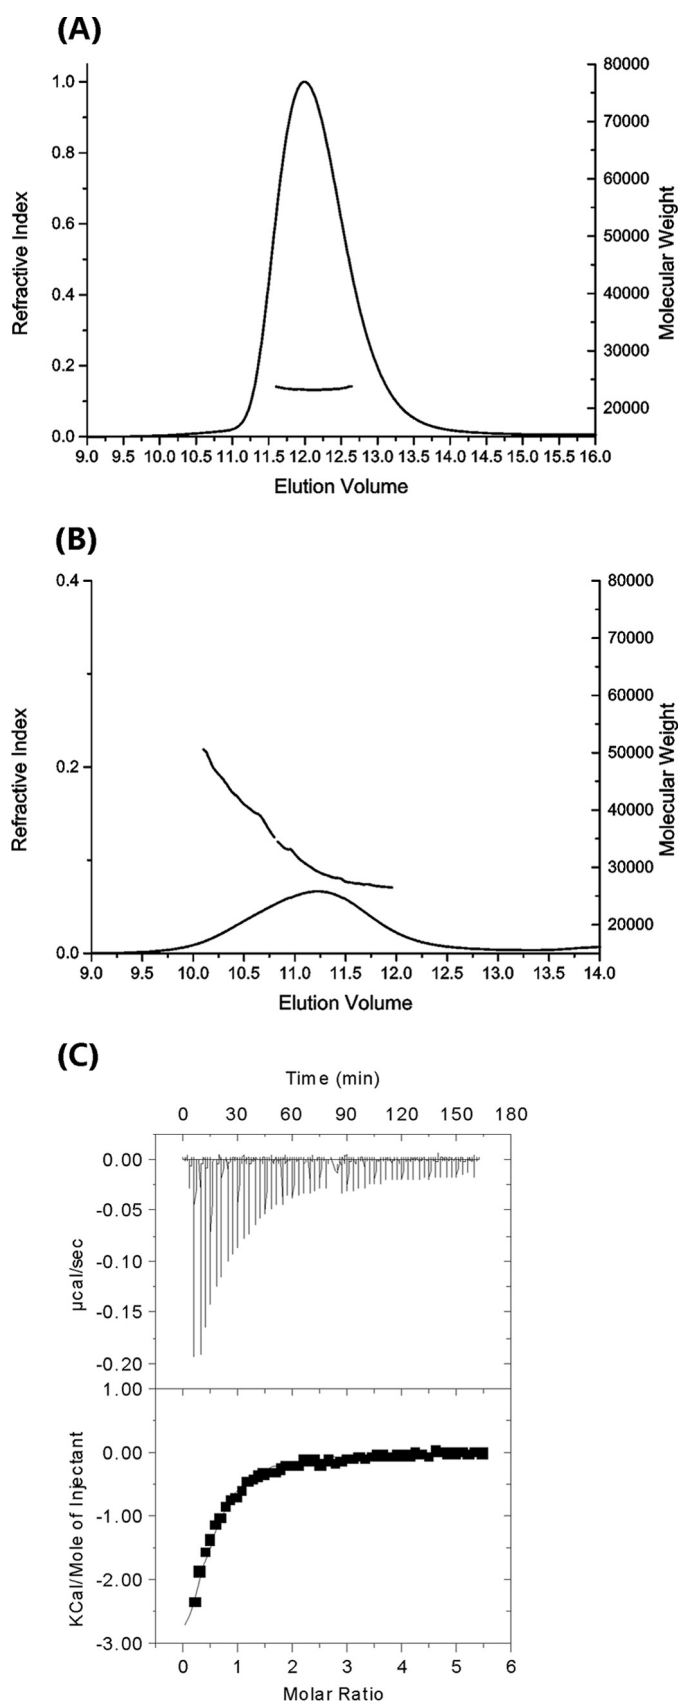 (A)
1.0
0.8
0.6
0.4
0.2
0.0
Refractive Index
80000
70000
60000
50000
40000
30000
20000
Molecular Weight
9.0 9.5 10.0 10.5 11.0 11.5 12.0 12.5 13.0 13.5 14.0 14.5 15.0 15.5 16.0
Elution Volume
(B)
0.4
0.2
0.0
Refractive Index
80000
70000
60000
50000
40000
30000
20000
Molecular Weight
9.0 9.5 10.0 10.5 11.0 11.5 12.0 12.5 13.0 13.5 14.0
Elution Volume
(C)
Time (min)
0 30 60 90 120 150 180
0.00
-0.05
-0.10
-0.15
-0.20
µcal/sec
1.00
0.00
-1.00
-2.00
-3.00
KCal/Mole of Injectant
0 1 2 3 4 5 6
Molar Ratio